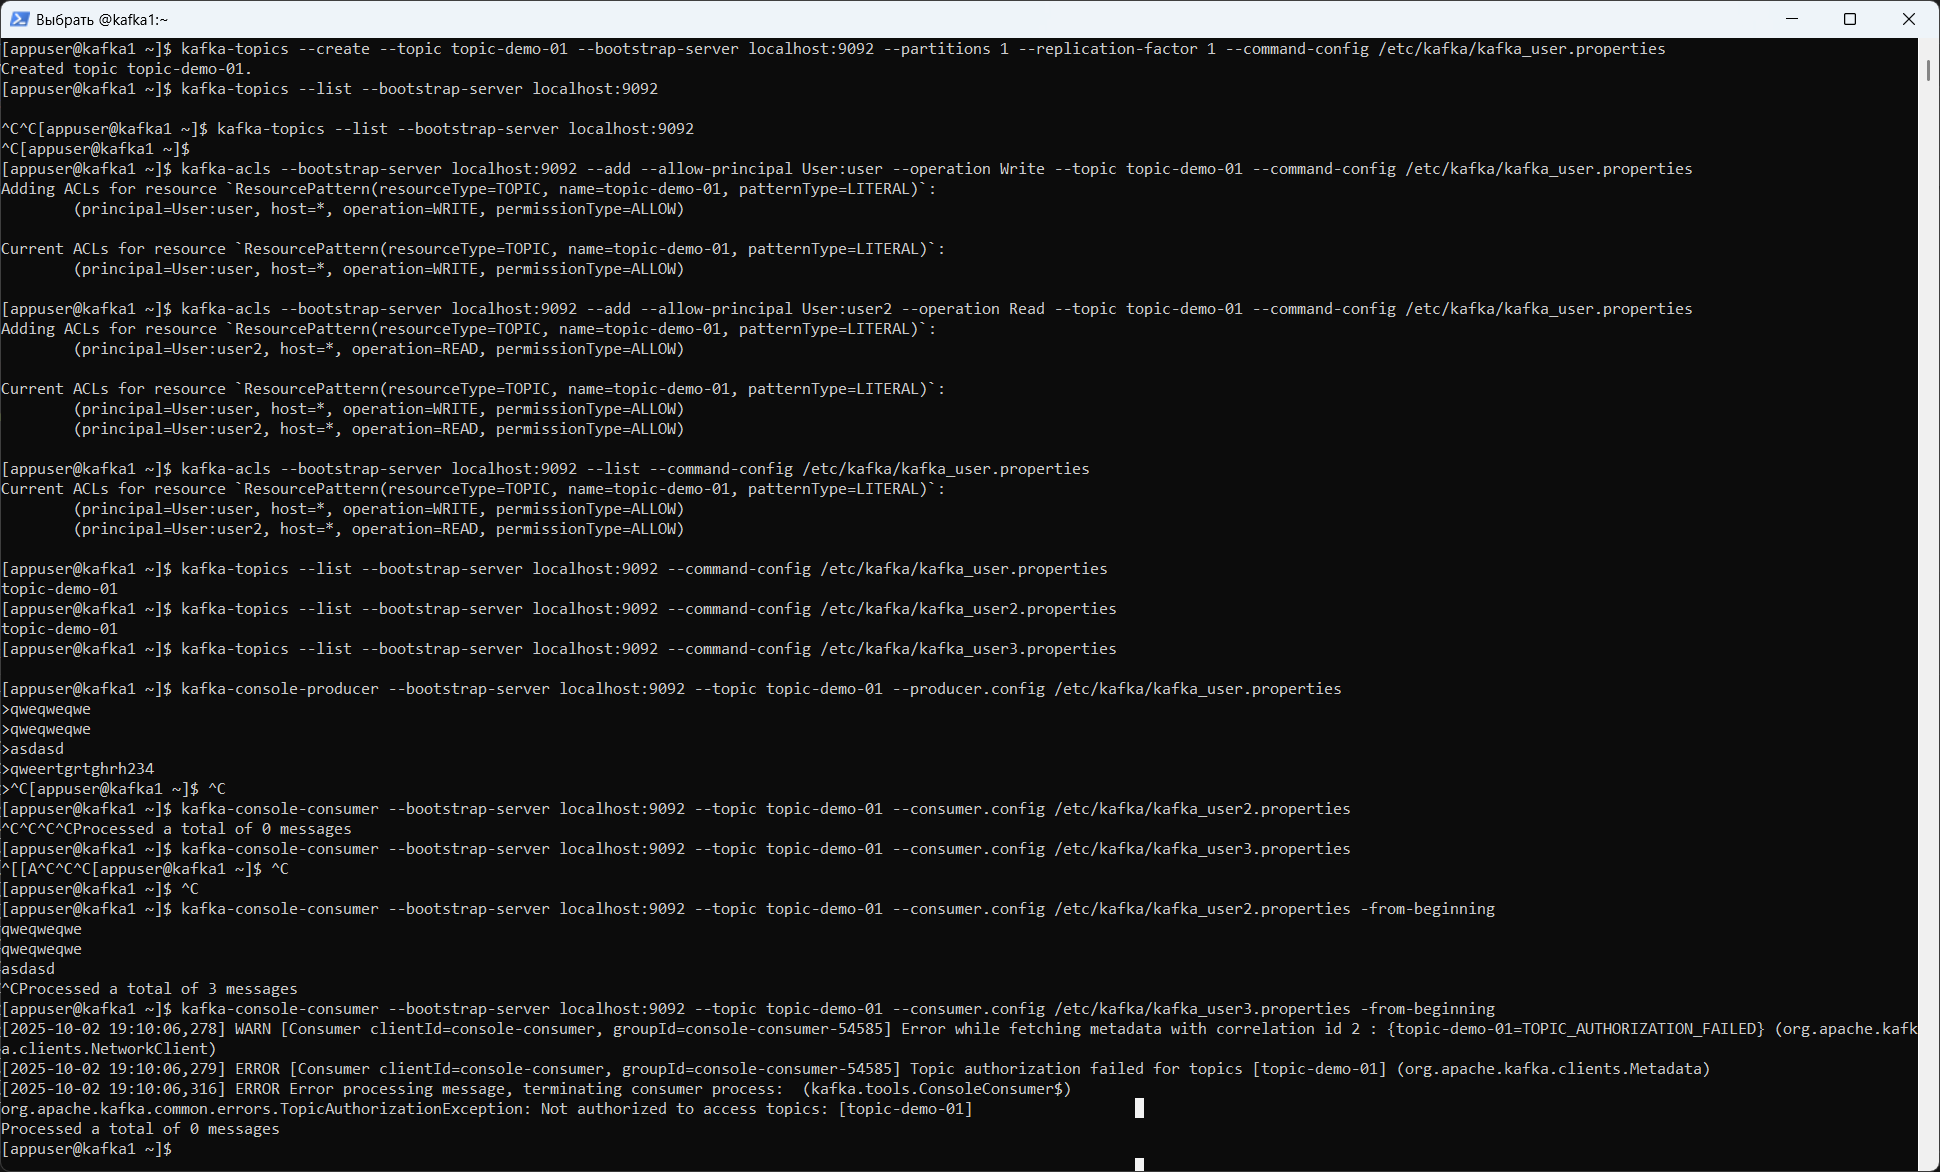 Выбрать @kafka1:~
[appuser@kafka1 ~]$ kafka-topics --create --topic topic-demo-01 --bootstrap-server localhost:9092 --partitions 1 --replication-factor 1 --command-config /etc/kafka/kafka_user.properties
Created topic topic-demo-01.
[appuser@kafka1 ~]$ kafka-topics --list --bootstrap-server localhost:9092
^C^C[appuser@kafka1 ~]$ kafka-topics --list --bootstrap-server localhost:9092
^C[appuser@kafka1 ~]$
[appuser@kafka1 ~]$ kafka-acls --bootstrap-server localhost:9092 --add --allow-principal User:user --operation Write --topic topic-demo-01 --command-config /etc/kafka/kafka_user.properties
Adding ACLs for resource `ResourcePattern(resourceType=TOPIC, name=topic-demo-01, patternType=LITERAL)`:
(principal=User:user, host=*, operation=WRITE, permissionType=ALLOW)
Current ACLs for resource `ResourcePattern(resourceType=TOPIC, name=topic-demo-01, patternType=LITERAL)`:
(principal=User:user, host=*, operation=WRITE, permissionType=ALLOW)
[appuser@kafka1 ~]$ kafka-acls --bootstrap-server localhost:9092 --add --allow-principal User:user2 --operation Read --topic topic-demo-01 --command-config /etc/kafka/kafka_user.properties
Adding ACLs for resource `ResourcePattern(resourceType=TOPIC, name=topic-demo-01, patternType=LITERAL)`:
(principal=User:user2, host=*, operation=READ, permissionType=ALLOW)
Current ACLs for resource `ResourcePattern(resourceType=TOPIC, name=topic-demo-01, patternType=LITERAL)`:
(principal=User:user, host=*, operation=WRITE, permissionType=ALLOW)
(principal=User:user2, host=*, operation=READ, permissionType=ALLOW)
[appuser@kafka1 ~]$ kafka-acls --bootstrap-server localhost:9092 --list --command-config /etc/kafka/kafka_user.properties
Current ACLs for resource `ResourcePattern(resourceType=TOPIC, name=topic-demo-01, patternType=LITERAL)`:
(principal=User:user, host=*, operation=WRITE, permissionType=ALLOW)
(principal=User:user2, host=*, operation=READ, permissionType=ALLOW)
[appuser@kafka1 ~]$ kafka-topics --list --bootstrap-server localhost:9092 --command-config /etc/kafka/kafka_user.properties
topic-demo-01
[appuser@kafka1 ~]$ kafka-topics --list --bootstrap-server localhost:9092 --command-config /etc/kafka/kafka_user2.properties
topic-demo-01
[appuser@kafka1 ~]$ kafka-topics --list --bootstrap-server localhost:9092 --command-config /etc/kafka/kafka_user3.properties
[appuser@kafka1 ~]$ kafka-console-producer --bootstrap-server localhost:9092 --topic topic-demo-01 --producer.config /etc/kafka/kafka_user.properties
>qweqweqwe
>qweqweqwe
>asdasd
>qweertgrtghrh234
>^C[appuser@kafka1 ~]$ ^C
[appuser@kafka1 ~]$ kafka-console-consumer --bootstrap-server localhost:9092 --topic topic-demo-01 --consumer.config /etc/kafka/kafka_user2.properties
^C^C^C^CProcessed a total of 0 messages
[appuser@kafka1 ~]$ kafka-console-consumer --bootstrap-server localhost:9092 --topic topic-demo-01 --consumer.config /etc/kafka/kafka_user3.properties
^[[A^C^C^C[appuser@kafka1 ~]$ ^C
[appuser@kafka1 ~]$ ^C
[appuser@kafka1 ~]$ kafka-console-consumer --bootstrap-server localhost:9092 --topic topic-demo-01 --consumer.config /etc/kafka/kafka_user2.properties -from-beginning
qweqweqwe
qweqweqwe
asdasd
^CProcessed a total of 3 messages
[appuser@kafka1 ~]$ kafka-console-consumer --bootstrap-server localhost:9092 --topic topic-demo-01 --consumer.config /etc/kafka/kafka_user3.properties -from-beginning
[2025-10-02 19:10:06,278] WARN [Consumer clientId=console-consumer, groupId=console-consumer-54585] Error while fetching metadata with correlation id 2 : {topic-demo-01=TOPIC_AUTHORIZATION_FAILED} (org.apache.kafk
a.clients.NetworkClient)
[2025-10-02 19:10:06,279] ERROR [Consumer clientId=console-consumer, groupId=console-consumer-54585] Topic authorization failed for topics [topic-demo-01] (org.apache.kafka.clients.Metadata)
[2025-10-02 19:10:06,316] ERROR Error processing message, terminating consumer process:  (kafka.tools.ConsoleConsumer$)
org.apache.kafka.common.errors.TopicAuthorizationException: Not authorized to access topics: [topic-demo-01]
Processed a total of 0 messages
[appuser@kafka1 ~]$